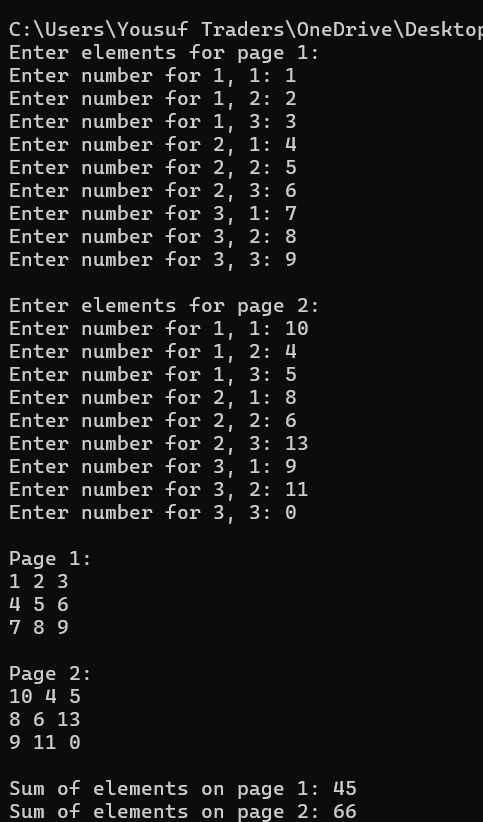 C:\Users\Yousuf Traders\OneDrive\Desktop
Enter elements for page 1:
Enter number for 1, 1: 1
Enter number for 1, 2: 2
Enter number for 1, 3: 3
Enter number for 2, 1: 4
Enter number for 2, 2: 5
Enter number for 2, 3: 6
Enter number for 3, 1: 7
Enter number for 3, 2: 8
Enter number for 3, 3: 9
Enter elements for page 2:
Enter number for 1, 1: 10
Enter number for 1, 2: 4
Enter number for 1, 3: 5
Enter number for 2, 1: 8
Enter number for 2, 2: 6
Enter number for 2, 3: 13
Enter number for 3, 1: 9
Enter number for 3, 2: 11
Enter number for 3, 3: 0
Page 1:
1 2 3
4 5 6
7 8 9
Page 2:
10 4 5
8 6 13
9 11 0
Sum of elements on page 1: 45
Sum of elements on page 2: 66